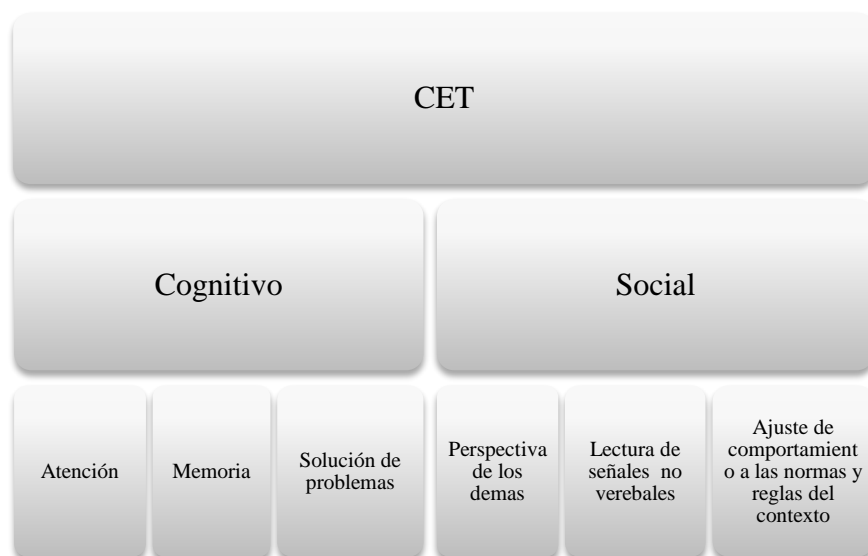 CET
Cognitivo
Social
Atención
Memoria
Solución de
problemas
Perspectiva
de los
demas
Lectura de
señales  no
verebales
Ajuste de
comportamient
o a las normas y
reglas del
contexto